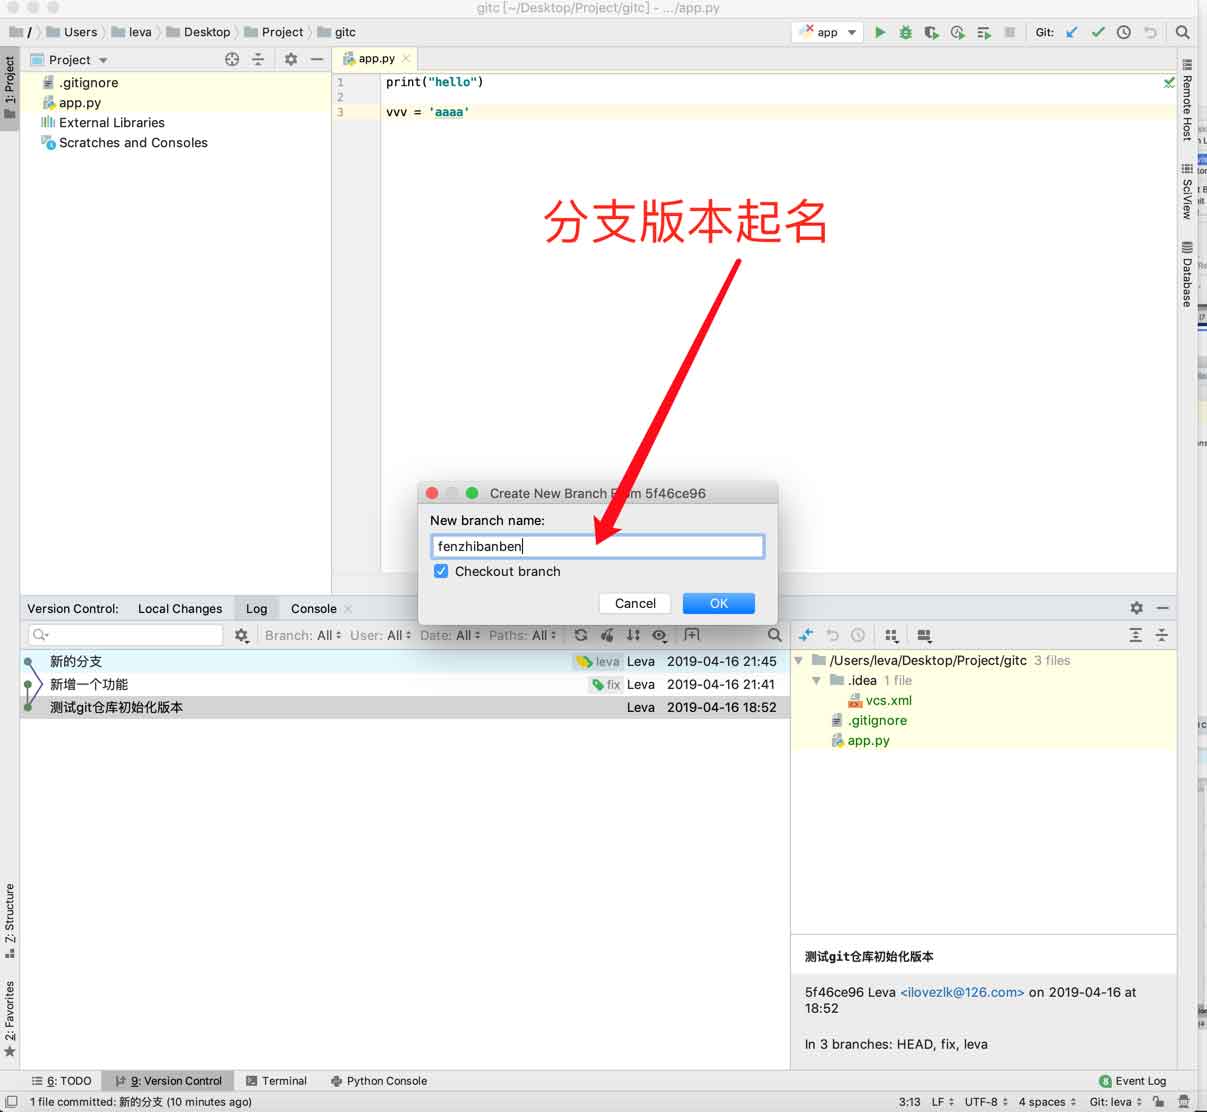 gitc [~/Desktop/Project/gitc] - .../app.py
/ Users leva Desktop Project gitc
app
Git:
1: Project
Project
app.py
.gitignore
app.py
External Libraries
Scratches and Consoles
1 print("hello")
2
3 vvv = 'aaaa'
Remote Host
SciView
Database
分支版本起名
Create New Branch From 5f46ce96
New branch name:
fenzhibanben
Checkout branch
Cancel
OK
Version Control: Local Changes Log Console
Branch: All User: All Date: All Paths: All
新的分支 leva Leva 2019-04-16 21:45
新增一个功能 fix Leva 2019-04-16 21:41
测试git仓库初始化版本 Leva 2019-04-16 18:52
/Users/leva/Desktop/Project/gitc 3 files
.idea 1 file
vcs.xml
.gitignore
app.py
测试git仓库初始化版本
5f46ce96 Leva <ilovezlk@126.com> on 2019-04-16 at
18:52
In 3 branches: HEAD, fix, leva
7: Structure
2: Favorites
6: TODO 9: Version Control Terminal Python Console
8 Event Log
1 file committed: 新的分支 (10 minutes ago)
3:13 LF UTF-8 4 spaces Git: leva